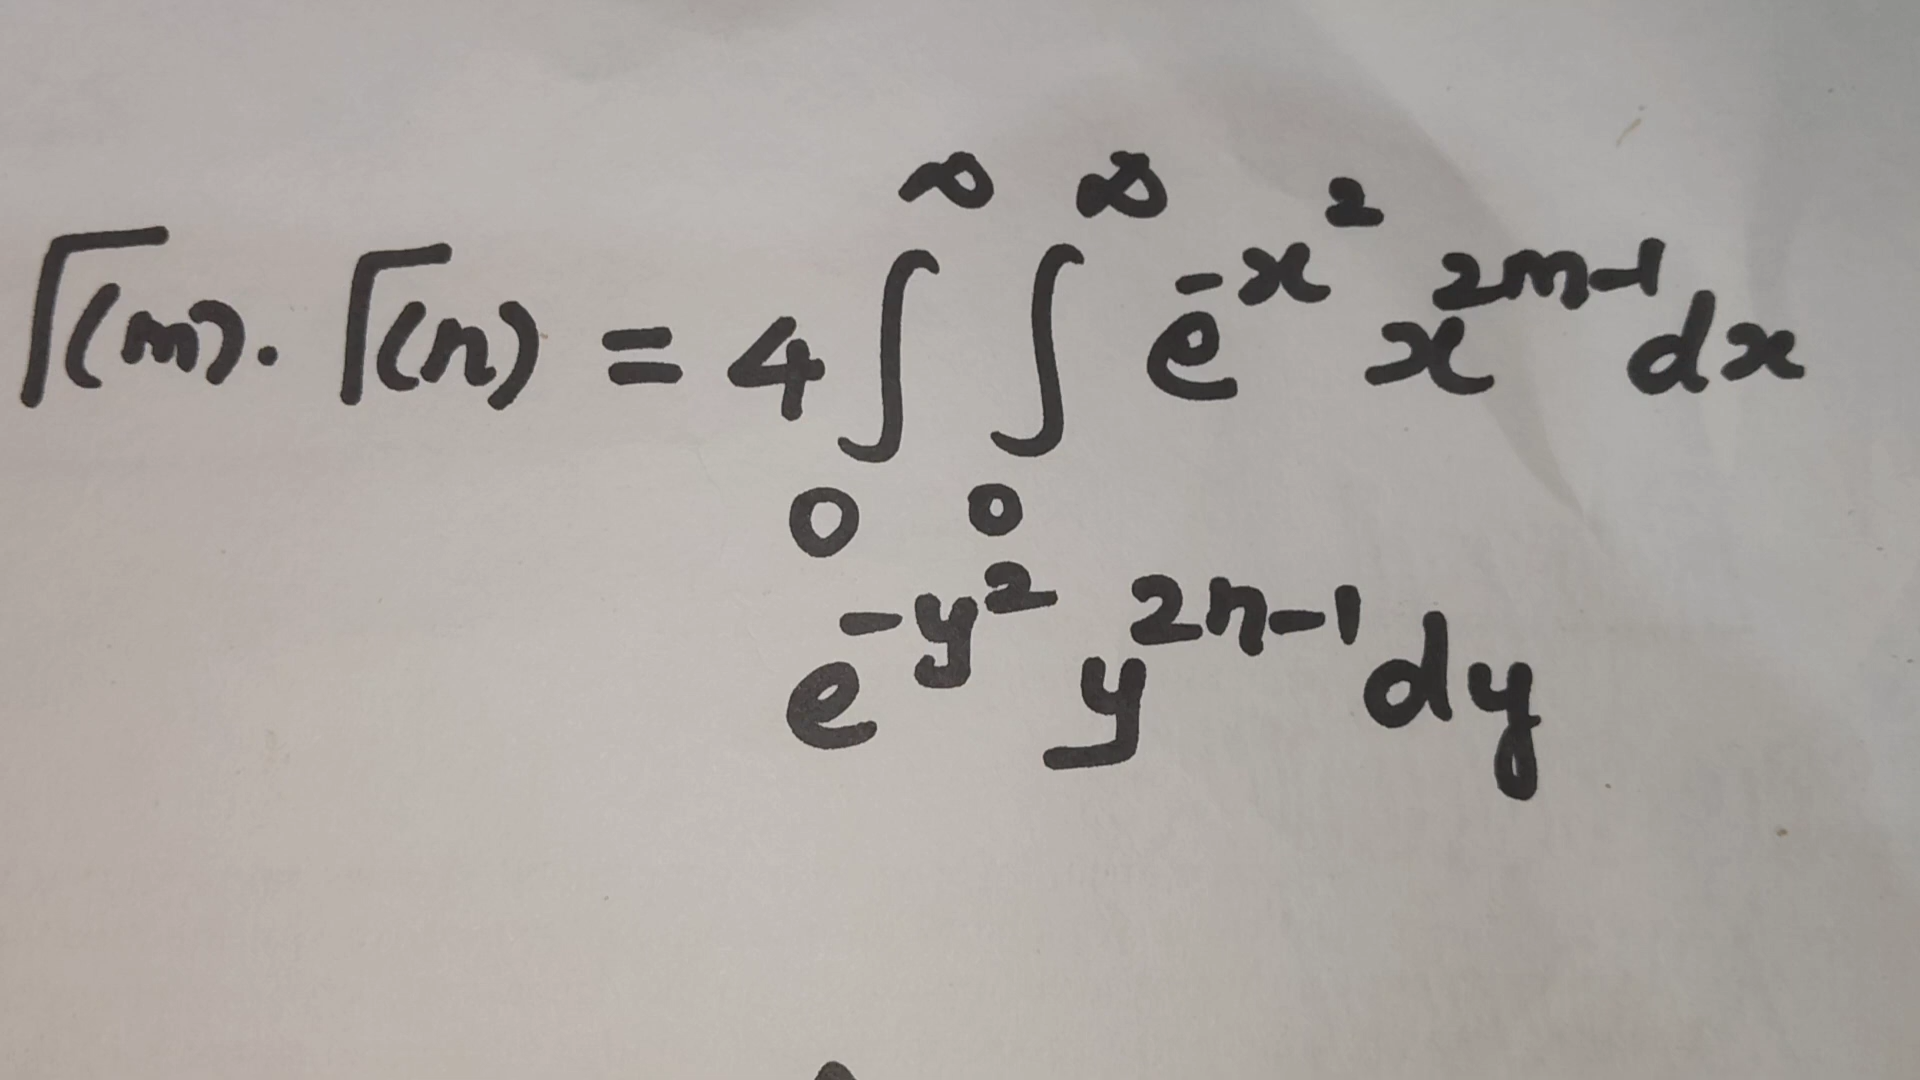 Γ(m). Γ(n) = 4∫₀^∞ ∫₀^∞ e^{-x²} x^{2m-1} dx
e^{-y²} y^{2n-1} dy